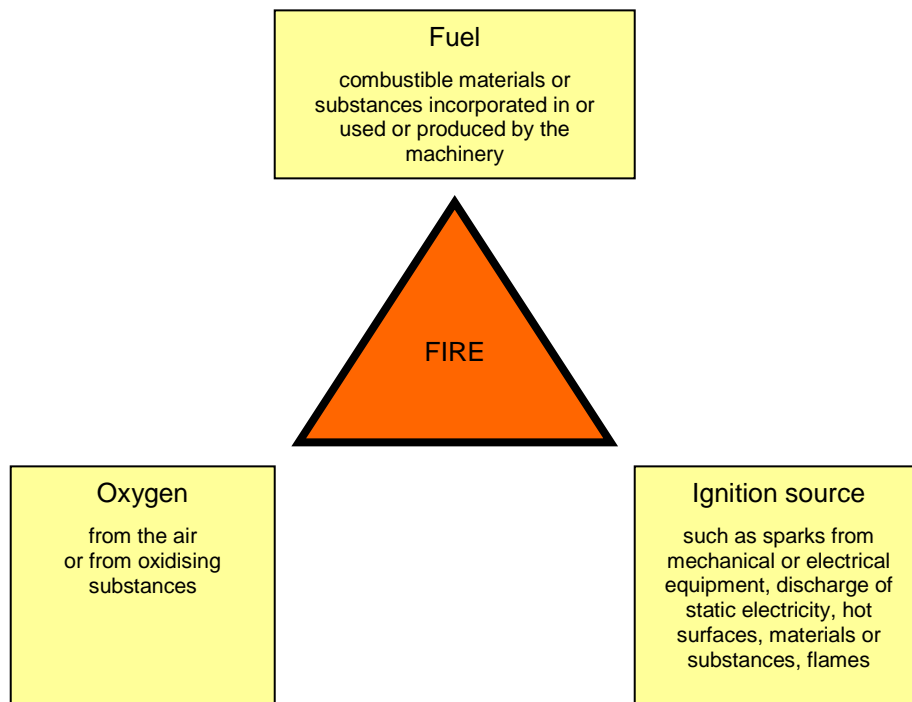 Fuel
combustible materials or
substances incorporated in or
used or produced by the
machinery
FIRE
Oxygen
from the air
or from oxidising
substances
Ignition source
such as sparks from
mechanical or electrical
equipment, discharge of
static electricity, hot
surfaces, materials or
substances, flames